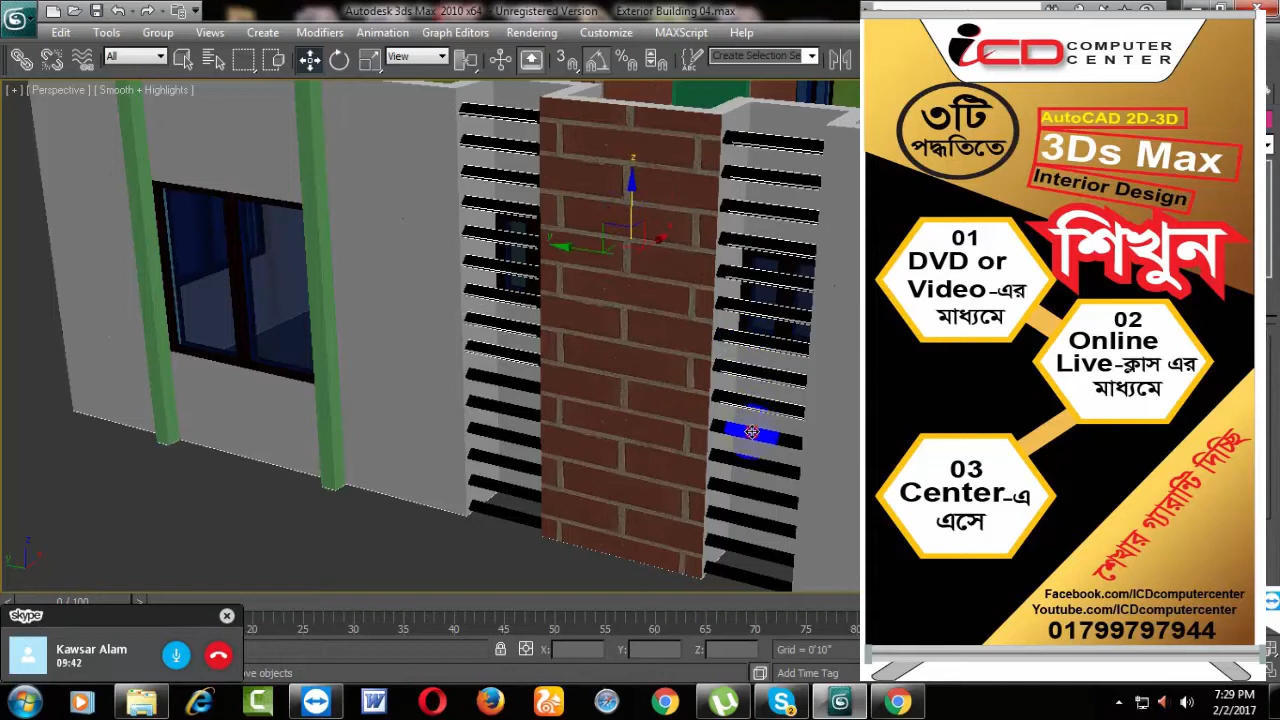 Autodesk 3ds Max 2010 x64 - Unregistered Version Exterior Building 04.max
Edit Tools Group Views Create Modifiers Animation Graph Editors Rendering Customize MAXScript Help
All
View
Create Selection Se
[ + ] [ Perspective ] [ Smooth + Highlights ]
z
y
x
z
y
x
0 / 100
20 25 30 35 40 45 50 55 60 65 70 75 80
X: Y: Z: Grid = 0'10"
ove objects
Add Time Tag
skype
Kawsar Alam
09:42
7:29 PM
2/2/2017
iCD COMPUTER CENTER
৩টি
পদ্ধতিতে
AutoCAD 2D-3D
3Ds Max
Interior Design
শিখুন
01
DVD or
Video-এর
মাধ্যমে
02
Online
Live-ক্লাস এর
মাধ্যমে
03
Center-এ
এসে
শেখার গ্যারান্টি দিচ্ছি
Facebook.com/ICDcomputercenter
Youtube.com/ICDcomputercenter
01799797944